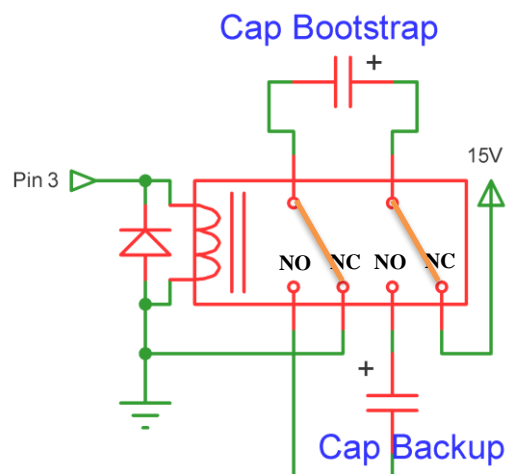 Cap Bootstrap
+
15V
Pin 3
NO NC NO NC
+
Cap Backup